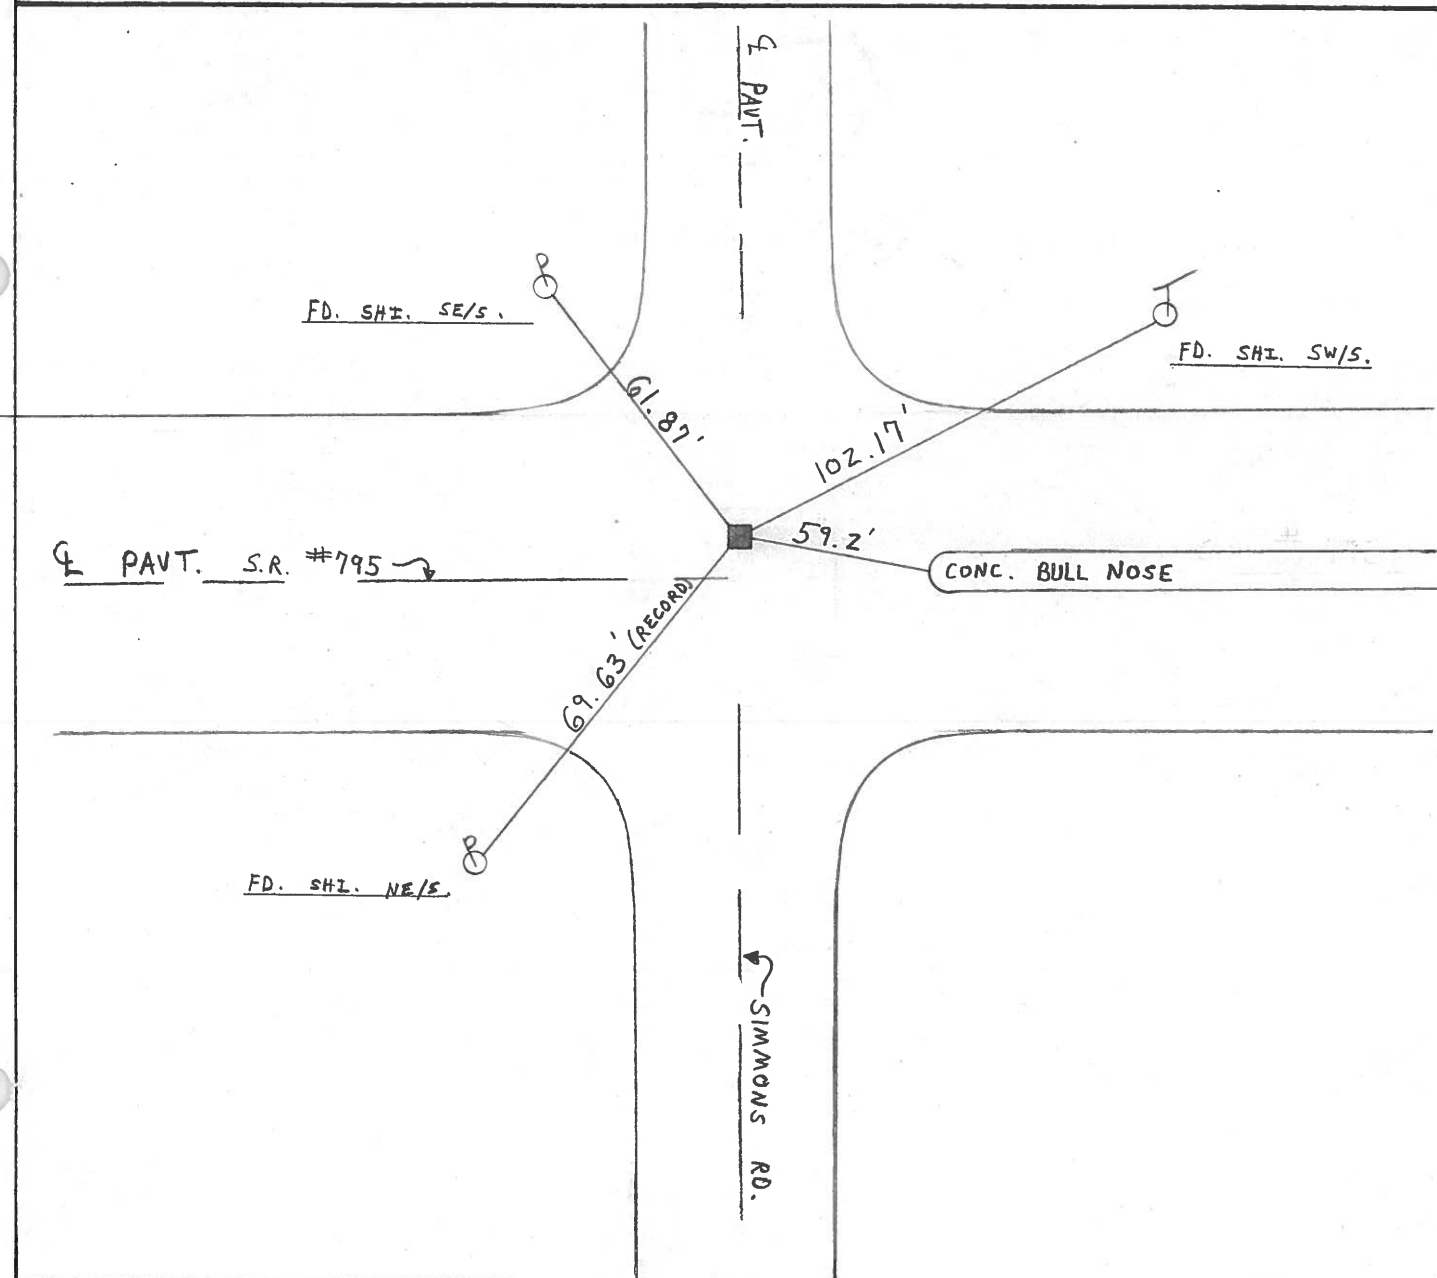 ℄ PAVT.
FD. SHI. SE/S.
FD. SHI. SW/S.
61.87'
102.17'
59.2'
℄ PAVT. S.R. #795
CONC. BULL NOSE
69.63' (RECORD)
FD. SHI. NE/S.
SIMMONS RD.